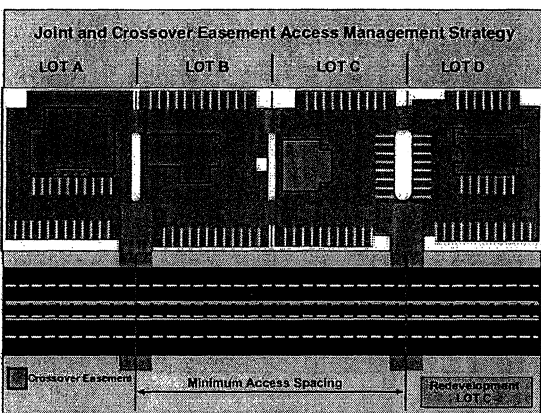 Joint and Crossover Easement Access Management Strategy
LOT A
LOT B
LOT C
LOT D
Crossover Easement
Minimum Access Spacing
Redevelopment
LOT C